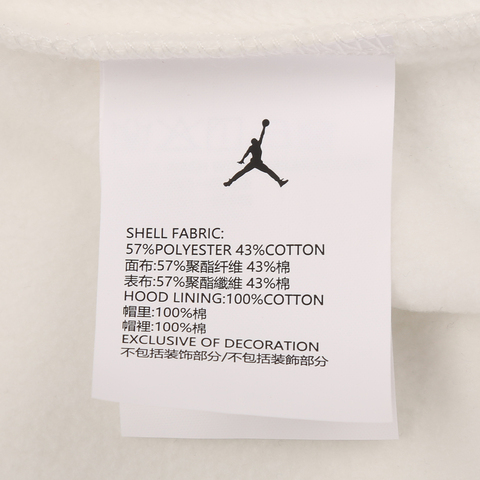 SHELL FABRIC:
57%POLYESTER 43%COTTON
面布:57%聚酯纤维 43%棉
表布:57%聚酯纖維 43%棉
HOOD LINING:100%COTTON
帽里:100%棉
帽裡:100%棉
EXCLUSIVE OF DECORATION
不包括装饰部分/不包括装飾部分